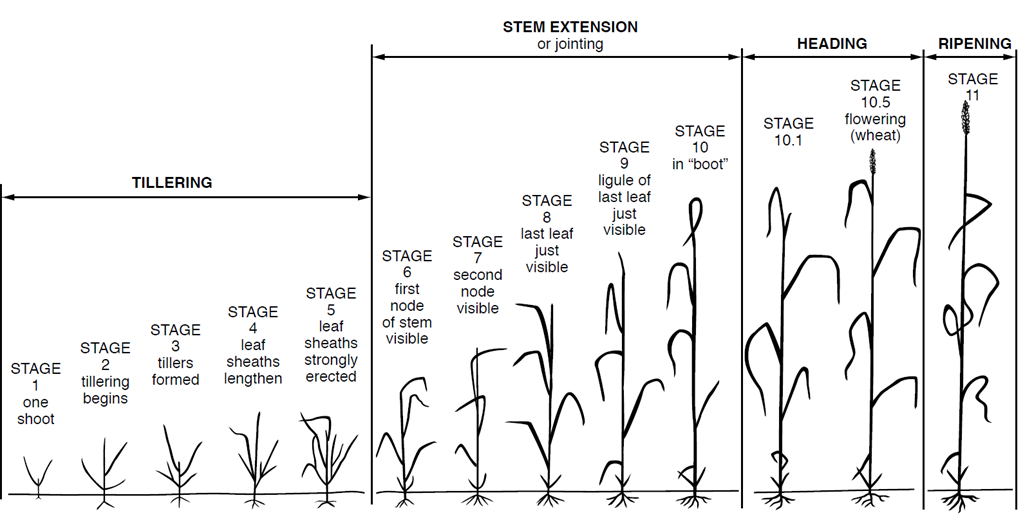 TILLERING
STAGE
1
one
shoot
STAGE
2
tillering
begins
STAGE
3
tillers
formed
STAGE
4
leaf
sheaths
lengthen
STAGE
5
leaf
sheaths
strongly
erected
STEM EXTENSION
or jointing
STAGE
6
first
node
of stem
visible
STAGE
7
second
node
visible
STAGE
8
last leaf
just
visible
STAGE
9
ligule of
last leaf
just
visible
STAGE
10
in “boot”
HEADING
STAGE
10.1
STAGE
10.5
flowering
(wheat)
RIPENING
STAGE
11